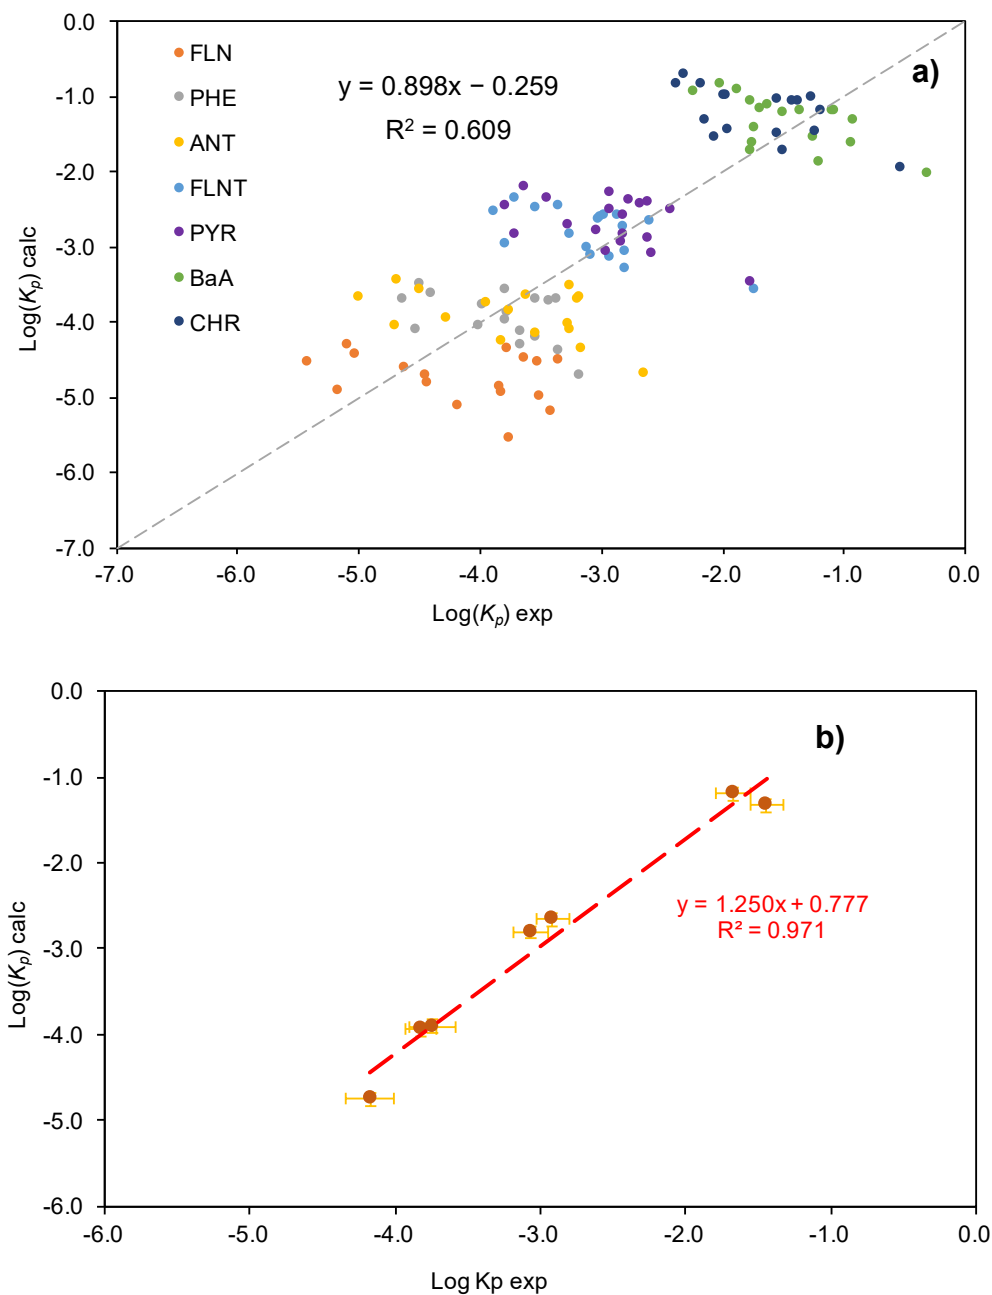 0.0
-1.0
-2.0
-3.0
-4.0
-5.0
-6.0
-7.0
Log(Kp) calc
FLN
PHE
ANT
FLNT
PYR
BaA
CHR
y = 0.898x − 0.259
R² = 0.609
a)
-7.0 -6.0 -5.0 -4.0 -3.0 -2.0 -1.0 0.0
Log(Kp) exp
0.0
-1.0
-2.0
-3.0
-4.0
-5.0
-6.0
Log(Kp) calc
b)
y = 1.250x + 0.777
R² = 0.971
-6.0 -4.0 -3.0 -2.0 -1.0 0.0
Log Kp exp